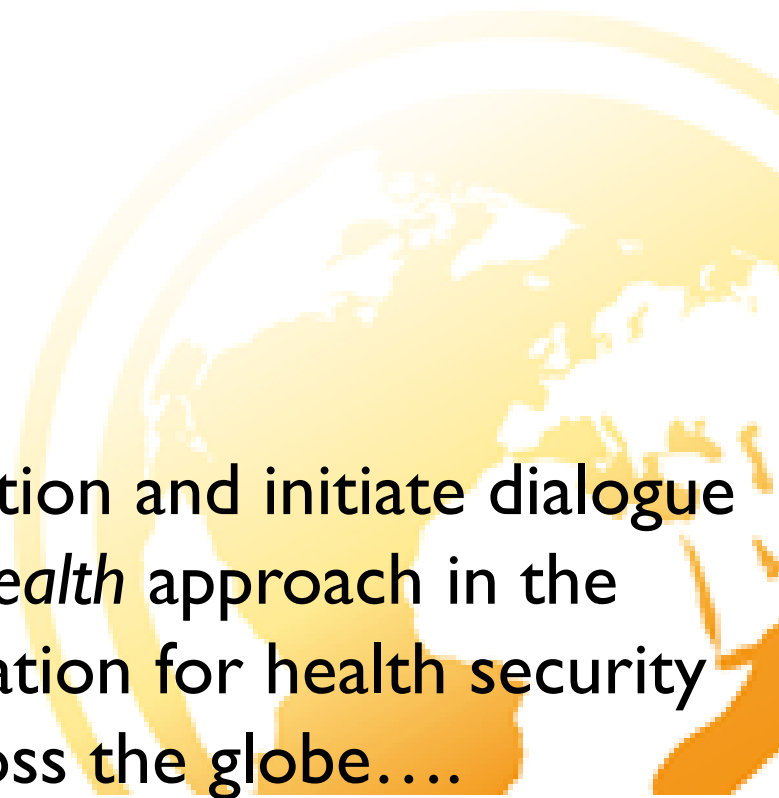 tion and initiate dialogue
ealth approach in the
ation for health security
oss the globe….